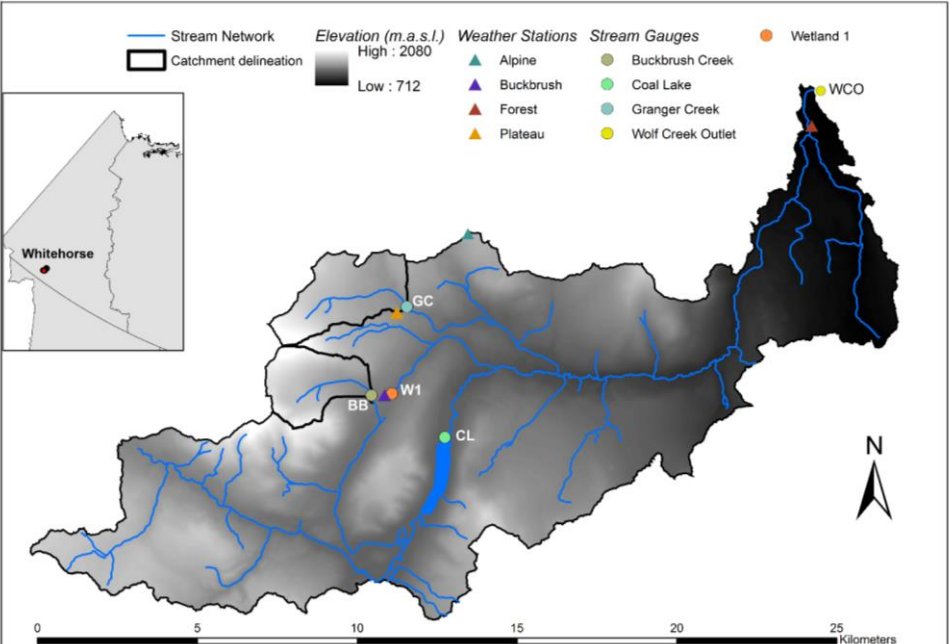 Stream Network
Catchment delineation
Elevation (m.a.s.l.)
High : 2080
Low : 712
Weather Stations
Alpine
Buckbrush
Forest
Plateau
Stream Gauges
Buckbrush Creek
Coal Lake
Granger Creek
Wolf Creek Outlet
Wetland 1
WCO
Whitehorse
GC
W1
BB
CL
N
0 5 10 15 20 25
Kilometers